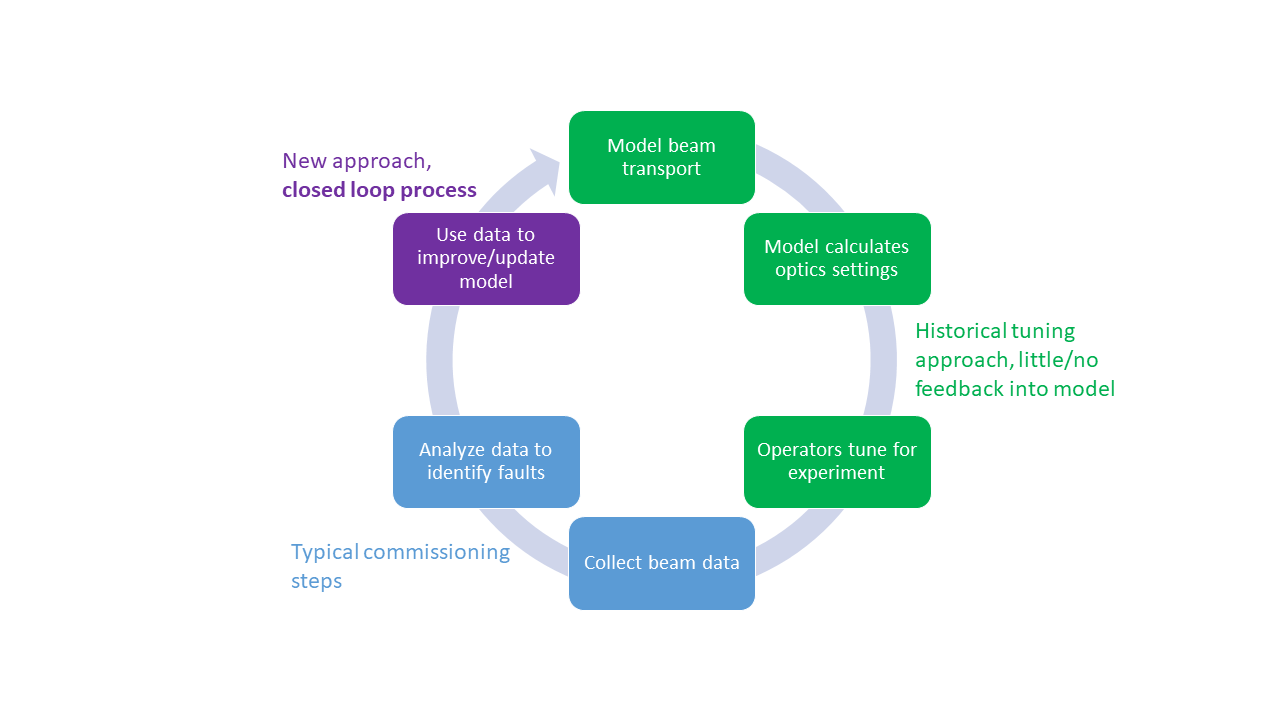 Model beam
transport
New approach,
closed loop process
Use data to
improve/update
model
Model calculates
optics settings
Historical tuning
approach, little/no
feedback into model
Analyze data to
identify faults
Operators tune for
experiment
Typical commissioning
steps
Collect beam data